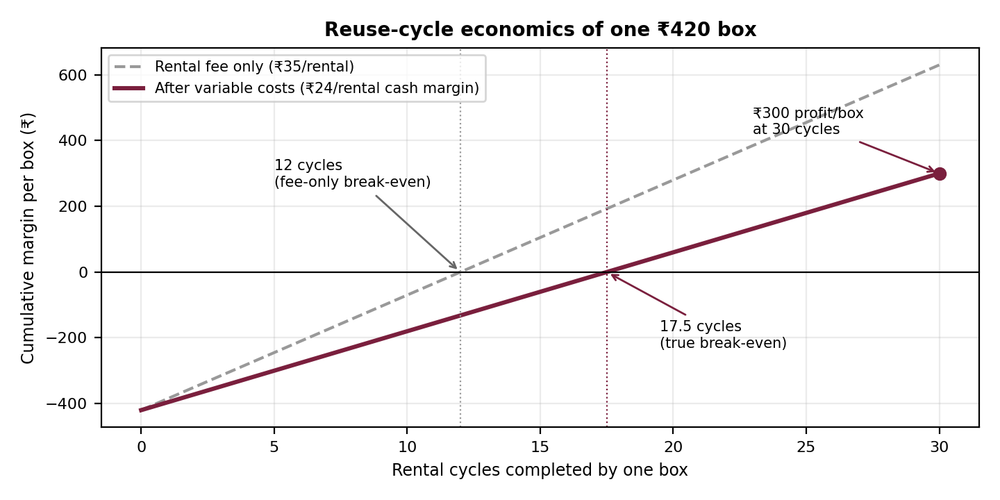 Reuse-cycle economics of one ₹420 box
Rental fee only (₹35/rental)
After variable costs (₹24/rental cash margin)
600
400
200
0
−200
−400
Cumulative margin per box (₹)
₹300 profit/box
at 30 cycles
12 cycles
(fee-only break-even)
17.5 cycles
(true break-even)
0
5
10
15
20
25
30
Rental cycles completed by one box